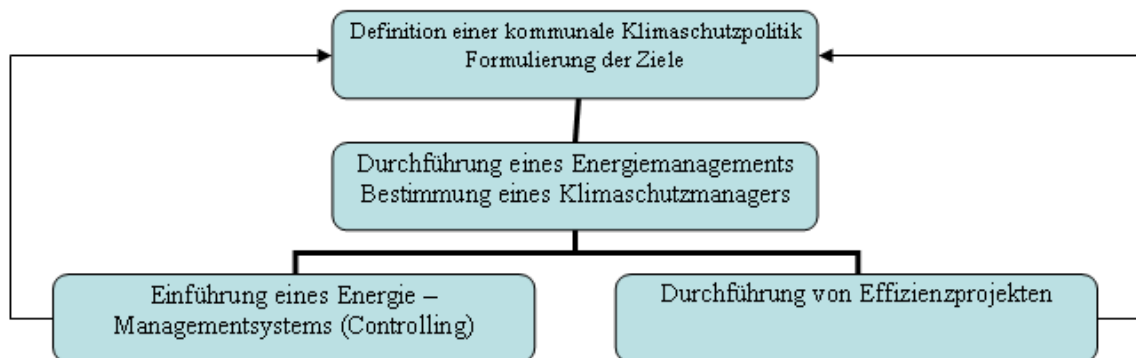 Definition einer kommunale Klimaschutzpolitik
Formulierung der Ziele
Durchführung eines Energiemanagements
Bestimmung eines Klimaschutzmanagers
Einführung eines Energie –
Managementsystems (Controlling)
Durchführung von Effizienzprojekten